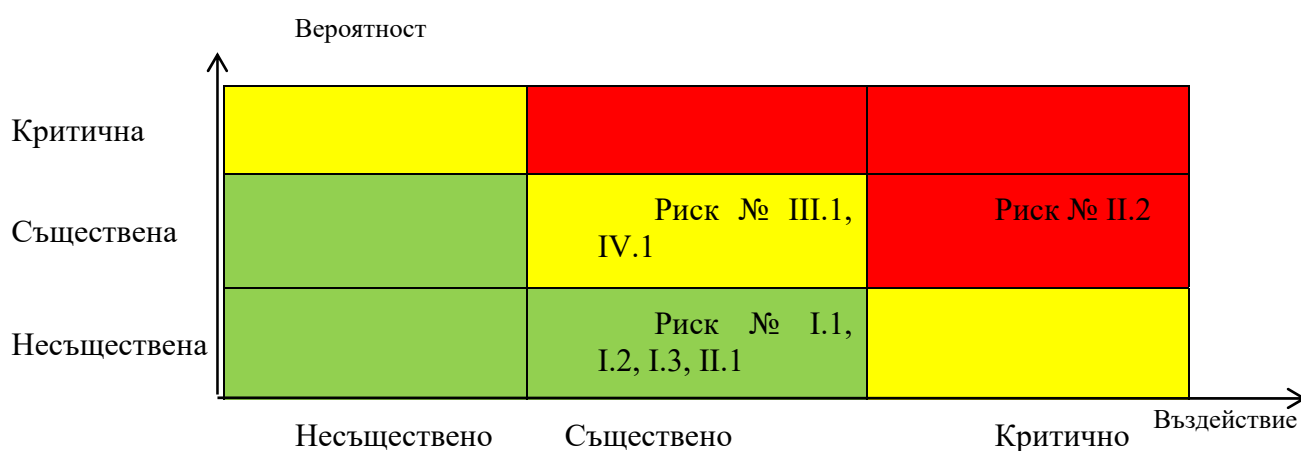 Вероятност
Критична
Съществена
Риск № III.1,
IV.1
Риск № II.2
Несъществена
Риск № I.1,
I.2, I.3, II.1
Несъществено
Съществено
Критично
Въздействие